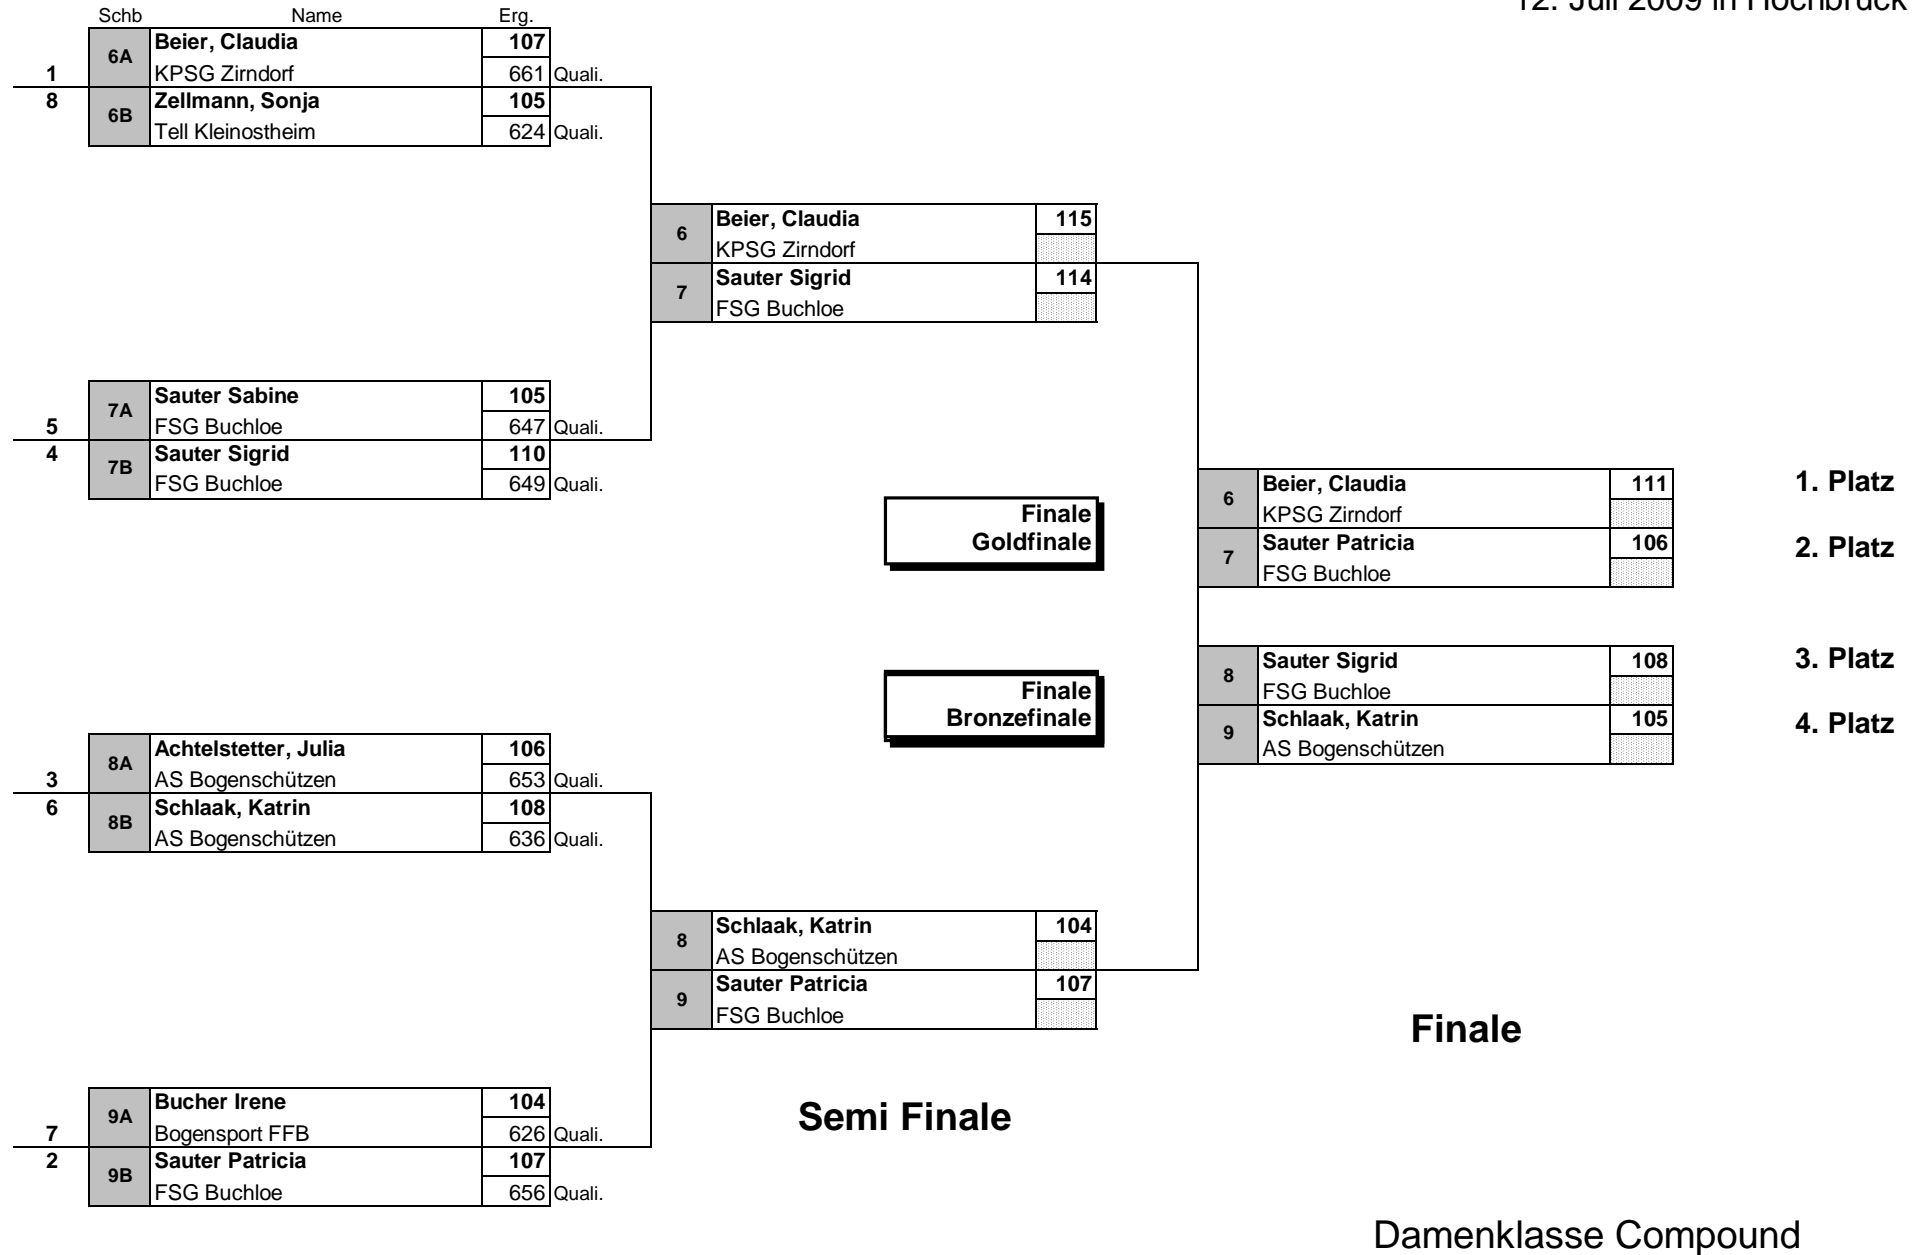 12. Juli 2009 in Hochbrück
Schb Name Erg.
6A Beier, Claudia 107
1 KPSG Zirndorf 661 Quali.
8 6B Zellmann, Sonja 105
Tell Kleinostheim 624 Quali.
6 Beier, Claudia 115
KPSG Zirndorf
7 Sauter Sigrid 114
FSG Buchloe
7A Sauter Sabine 105
5 FSG Buchloe 647 Quali.
4 7B Sauter Sigrid 110
FSG Buchloe 649 Quali.
6 Beier, Claudia 111 1. Platz
KPSG Zirndorf
7 Sauter Patricia 106 2. Platz
FSG Buchloe
Finale
Goldfinale
8 Sauter Sigrid 108 3. Platz
FSG Buchloe
9 Schlaak, Katrin 105 4. Platz
AS Bogenschützen
Finale
Bronzefinale
8A Achtelstetter, Julia 106
3 AS Bogenschützen 653 Quali.
6 8B Schlaak, Katrin 108
AS Bogenschützen 636 Quali.
8 Schlaak, Katrin 104
AS Bogenschützen
9 Sauter Patricia 107
FSG Buchloe
Finale
Semi Finale
9A Bucher Irene 104
7 Bogensport FFB 626 Quali.
2 9B Sauter Patricia 107
FSG Buchloe 656 Quali.
Damenklasse Compound